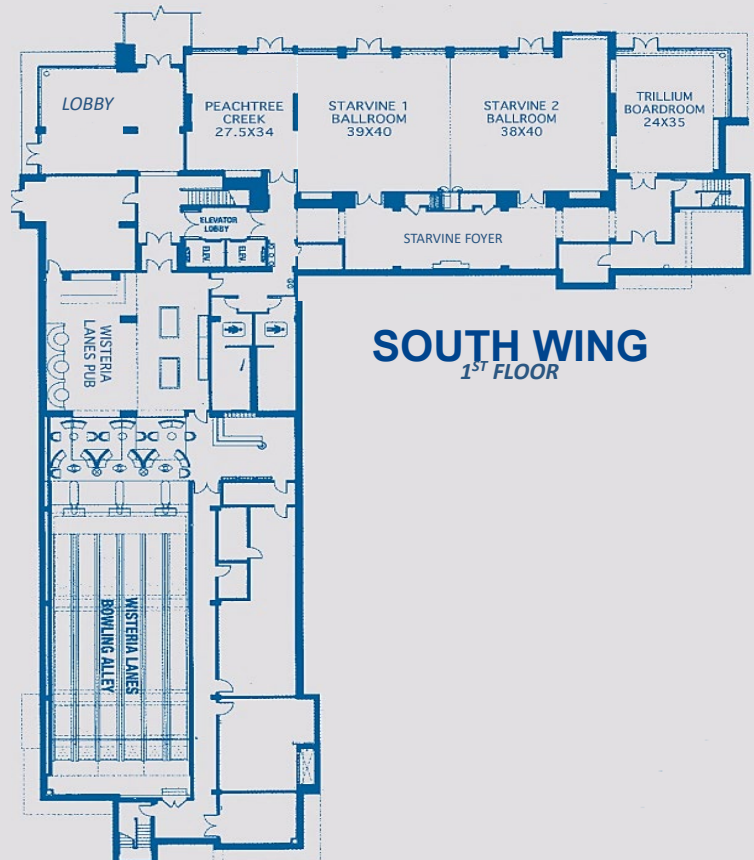 LOBBY
PEACHTREE
CREEK
27.5X34
STARVINE 1
BALLROOM
39X40
STARVINE 2
BALLROOM
38X40
TRILLIUM
BOARDROOM
24X35
ELEVATOR
LOBBY
ELEV.
ELEV.
STARVINE FOYER
WISTERIA
LANES PUB
SOUTH WING
1ST FLOOR
WISTERIA LANES
BOWLING ALLEY